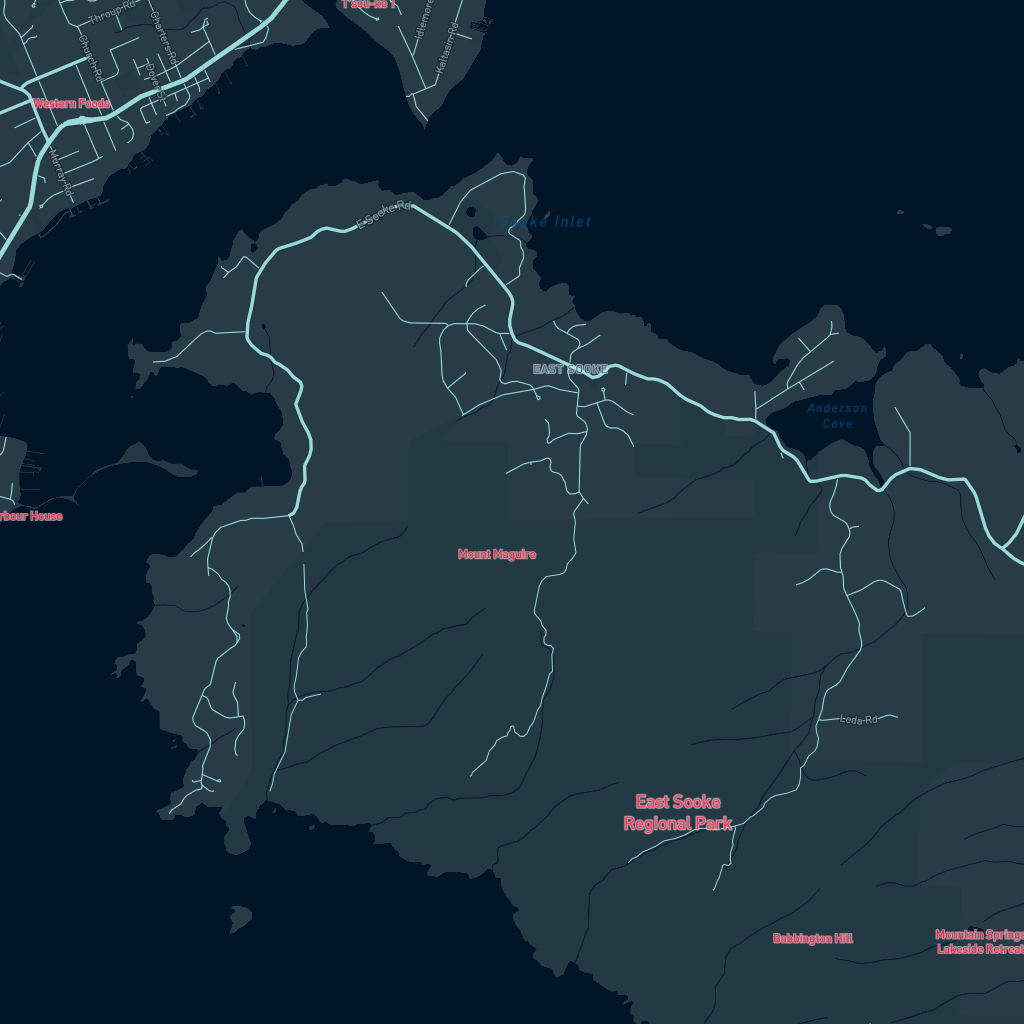 T'Sou-ke 1
Throup Rd
Charters Rd
Idlemore
Kaltasin Rd
Church Rd
Dover St
Western Foods
Murray Rd
E Sooke Rd
Sooke Inlet
EAST SOOKE
Anderson
Cove
rbour House
Mount Maguire
Leda Rd
East Sooke
Regional Park
Babbington Hill
Mountain Springs
Lakeside Retreat